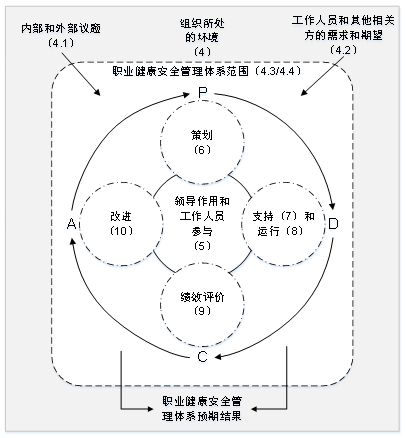 内部和外部议题
(4.1)
组织所处
的环境
(4)
工作人员和其他相关
方的需求和期望
(4.2)
职业健康安全管理体系范围（4.3/4.4）
P
策划
(6)
A
改进
(10)
领导作用和
工作人员
参与
(5)
支持（7）和
运行（8）
D
绩效评价
(9)
C
职业健康安全管
理体系预期结果